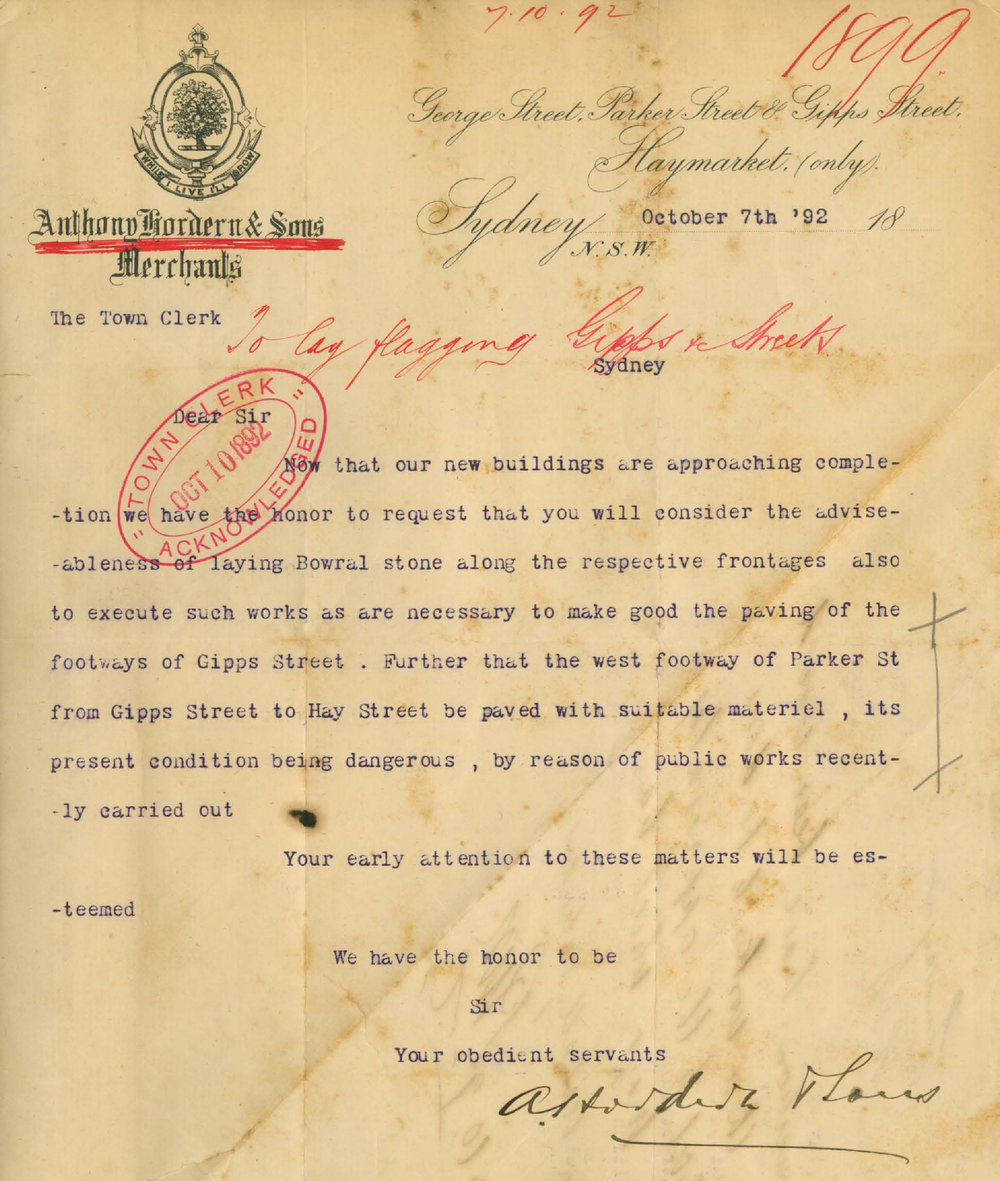 7.10.92
1899
WHILE I LIVE I'LL GROW
George Street, Parker Street & Gipps Street,
Haymarket. (only).
Anthony Hordern & Sons
Merchants
Sydney October 7th '92 18
N.S.W.
The Town Clerk
To lay flagging Gipps & Streets
Sydney
"TOWN CLERK"
OCT 10 1892
ACKNOWLEDGED
Dear Sir
Now that our new buildings are approaching comple-
-tion we have the honor to request that you will consider the advise-
-ableness of laying Bowral stone along the respective frontages also
to execute such works as are necessary to make good the paving of the
footways of Gipps Street . Further that the west footway of Parker St
from Gipps Street to Hay Street be paved with suitable materiel , its
present condition being dangerous , by reason of public works recent-
-ly carried out
Your early attention to these matters will be es-
-teemed
We have the honor to be
Sir
Your obedient servants
A. Hordern & Sons